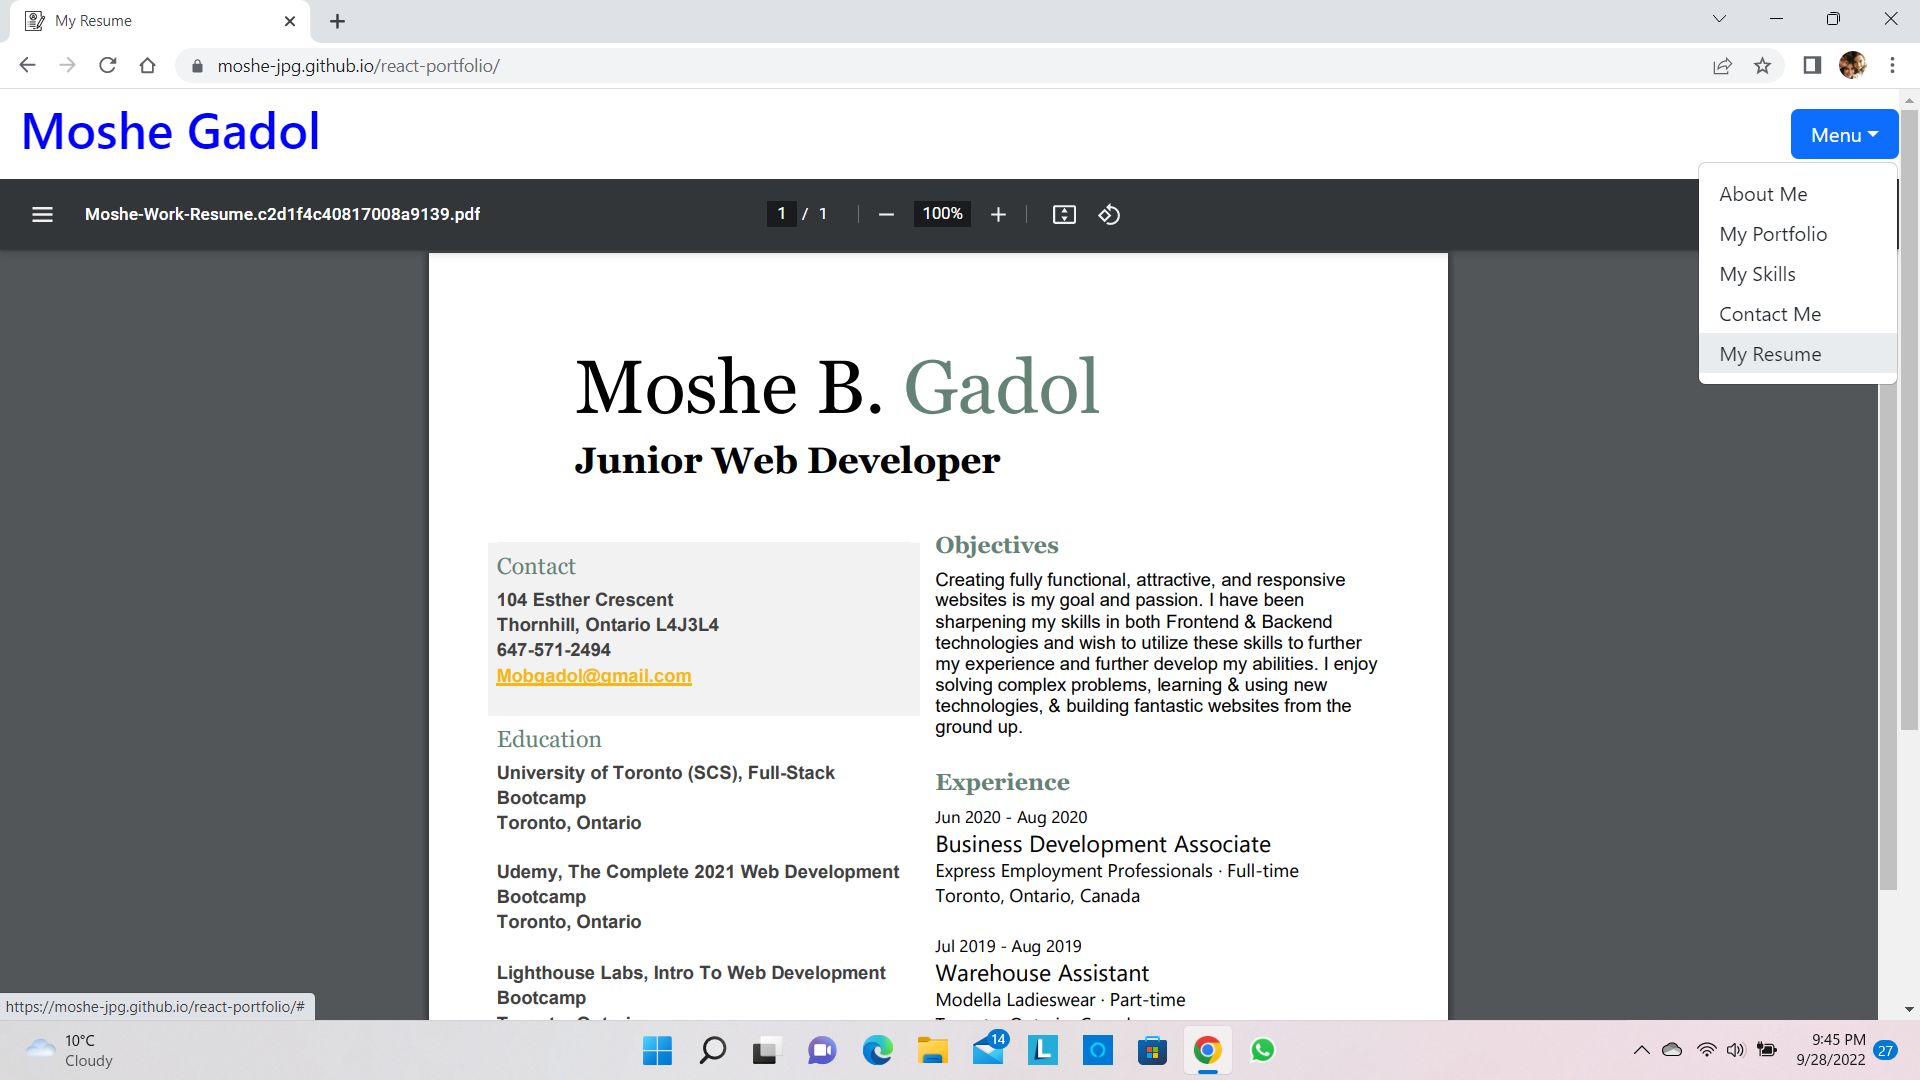 My Resume
moshe-jpg.github.io/react-portfolio/
Moshe Gadol
Menu
About Me
My Portfolio
My Skills
Contact Me
My Resume
Moshe-Work-Resume.c2d1f4c40817008a9139.pdf
1 / 1
100%
Moshe B. Gadol
Junior Web Developer
Contact
104 Esther Crescent
Thornhill, Ontario L4J3L4
647-571-2494
Mobgadol@gmail.com
Education
University of Toronto (SCS), Full-Stack
Bootcamp
Toronto, Ontario
Udemy, The Complete 2021 Web Development
Bootcamp
Toronto, Ontario
Lighthouse Labs, Intro To Web Development
Bootcamp
Objectives
Creating fully functional, attractive, and responsive
websites is my goal and passion. I have been
sharpening my skills in both Frontend & Backend
technologies and wish to utilize these skills to further
my experience and further develop my abilities. I enjoy
solving complex problems, learning & using new
technologies, & building fantastic websites from the
ground up.
Experience
Jun 2020 - Aug 2020
Business Development Associate
Express Employment Professionals · Full-time
Toronto, Ontario, Canada
Jul 2019 - Aug 2019
Warehouse Assistant
Modella Ladieswear · Part-time
https://moshe-jpg.github.io/react-portfolio/#
10°C
Cloudy
14
L
9:45 PM
9/28/2022
27